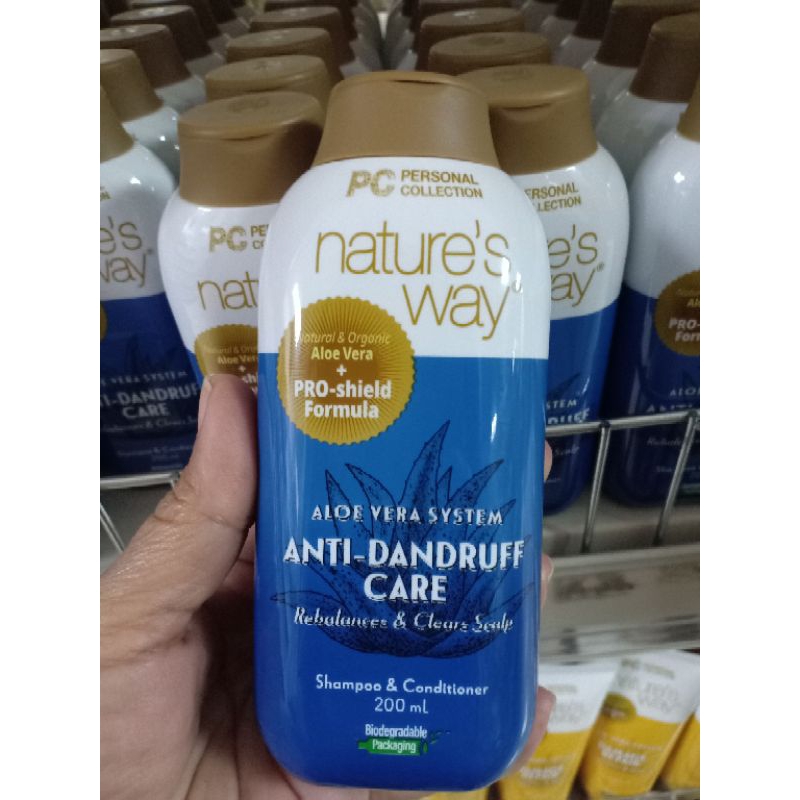 PC PERSONAL
COLLECTION
nature's
way
Natural & Organic
Aloe Vera
+
PRO-shield
Formula
ALOE VERA SYSTEM
ANTI-DANDRUFF
CARE
Rebalances & Clears Scalp
Shampoo & Conditioner
200 mL
Biodegradable
Packaging